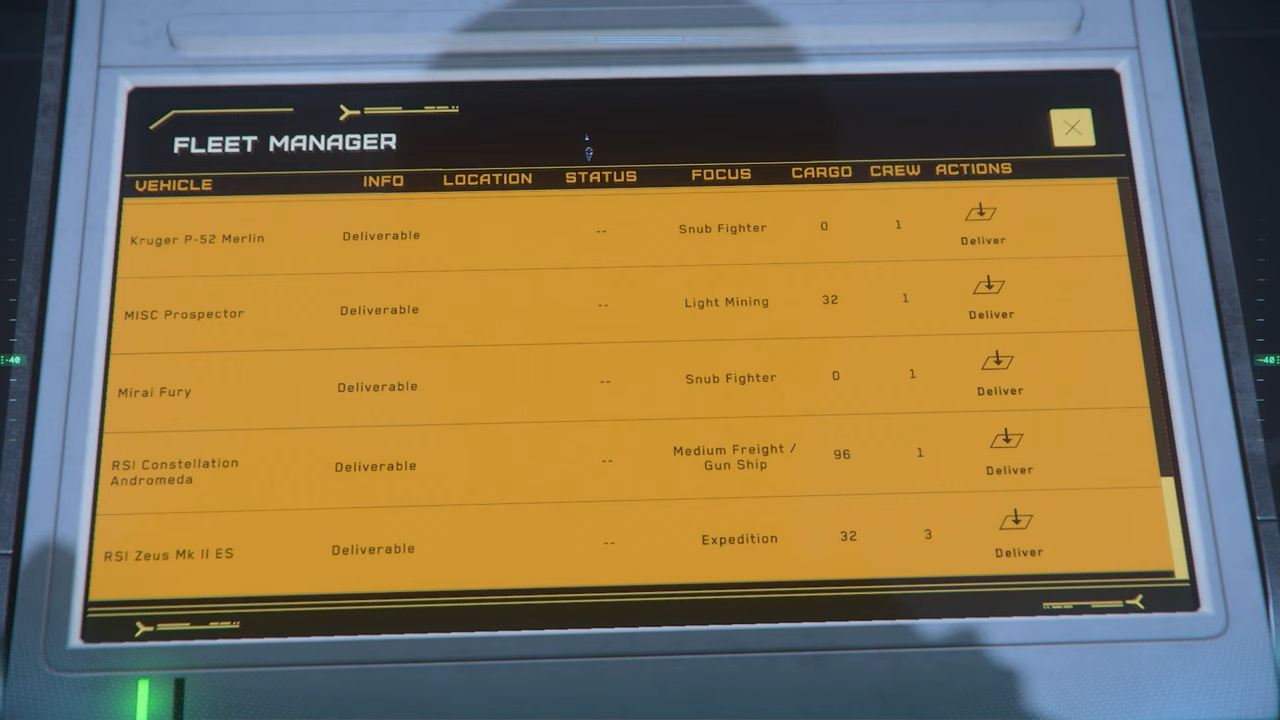 FLEET MANAGER
VEHICLE INFO LOCATION STATUS FOCUS CARGO CREW ACTIONS
Kruger P-52 Merlin Deliverable -- Snub Fighter 0 1 Deliver
MISC Prospector Deliverable -- Light Mining 32 1 Deliver
Mirai Fury Deliverable -- Snub Fighter 0 1 Deliver
RSI Constellation Andromeda Deliverable -- Medium Freight / Gun Ship 96 1 Deliver
RSI Zeus Mk II ES Deliverable -- Expedition 32 3 Deliver
-40
-40